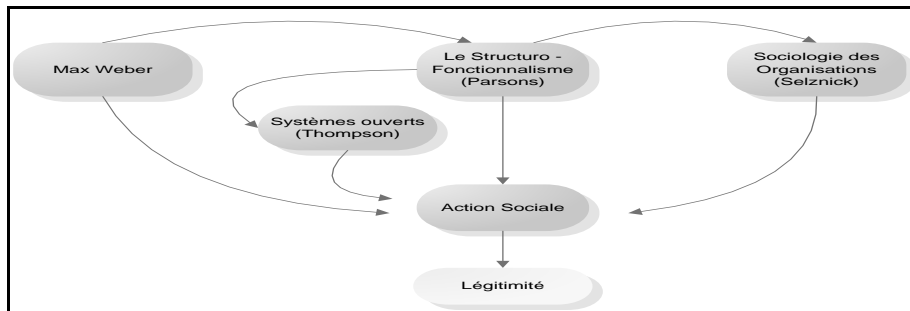 Max Weber
Le Structuro -
Fonctionnalisme
(Parsons)
Sociologie des
Organisations
(Selznick)
Systèmes ouverts
(Thompson)
Action Sociale
Légitimité